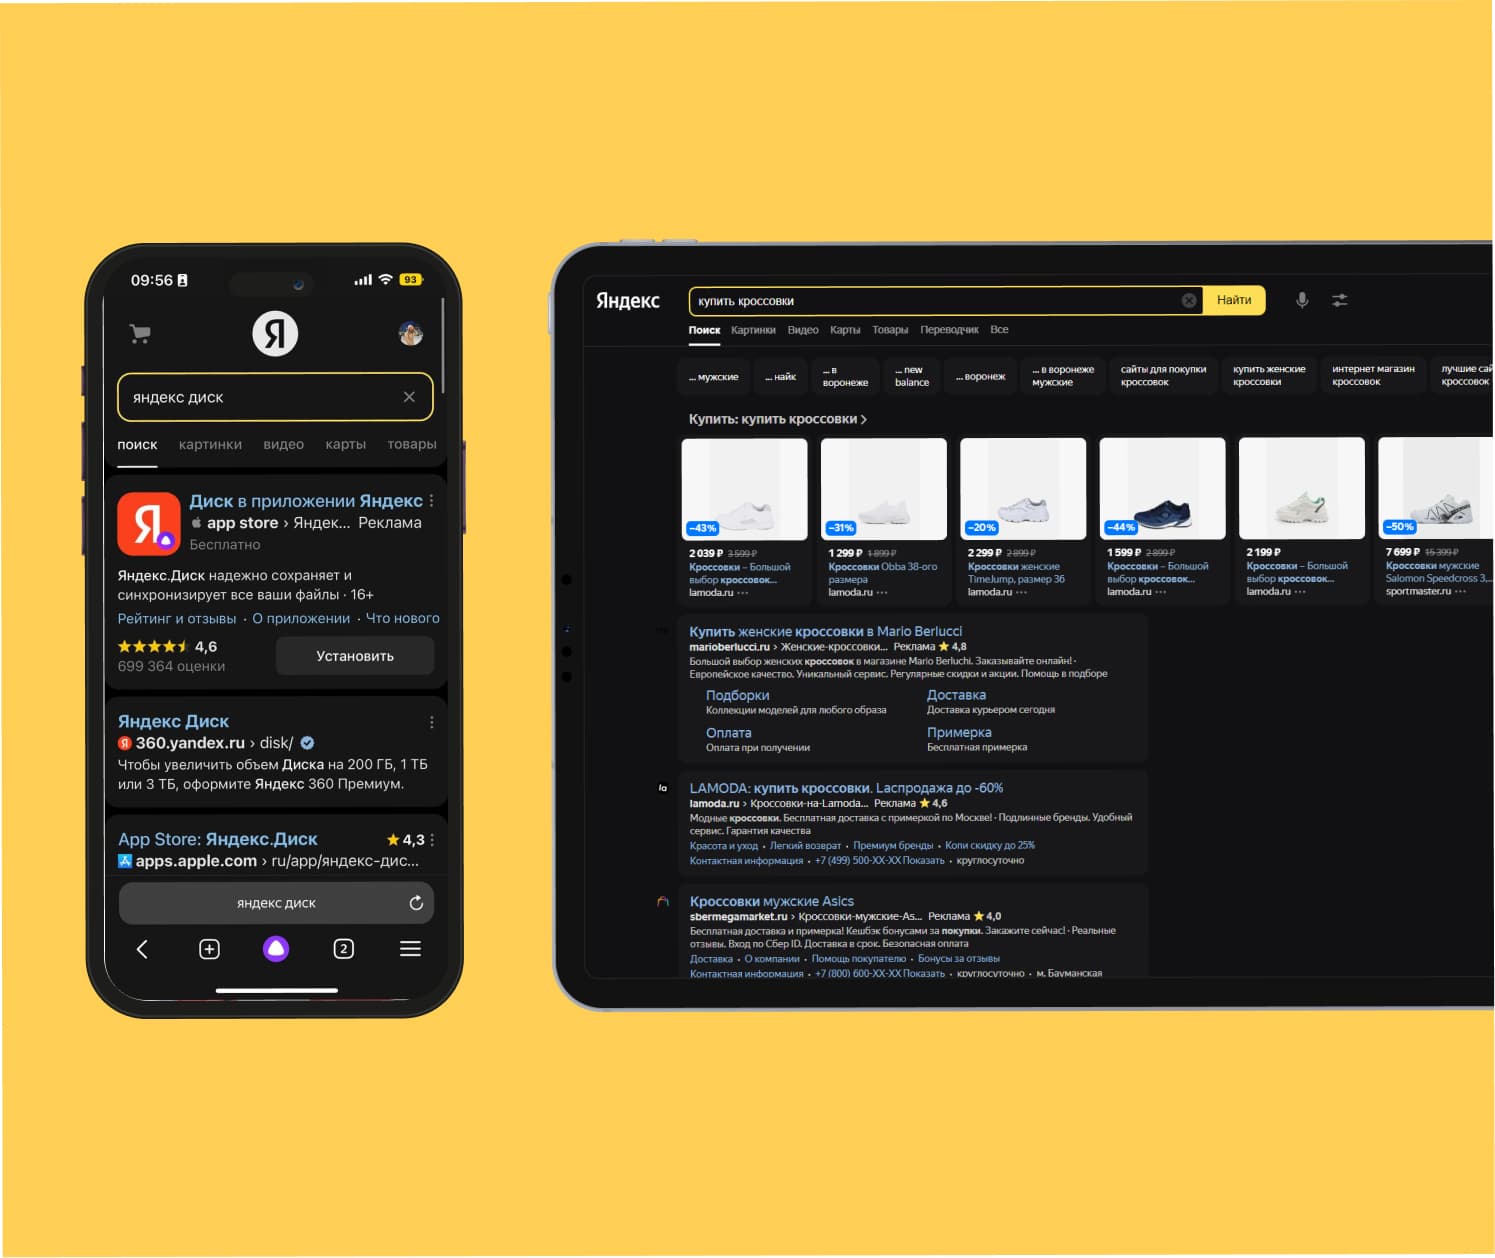 09:56
93
Я
яндекс диск
поиск картинки видео карты товары
Я
Диск в приложении Яндекс
app store › Яндек... Реклама
Бесплатно
Яндекс.Диск надежно сохраняет и
синхронизирует все ваши файлы · 16+
Рейтинг и отзывы · О приложении · Что нового
4,6
699 364 оценки
Установить
Яндекс Диск
Я 360.yandex.ru › disk/
Чтобы увеличить объем Диска на 200 ГБ, 1 ТБ
или 3 ТБ, оформите Яндекс 360 Премиум.
App Store: Яндекс.Диск 4,3
apps.apple.com › ru/app/яндекс-дис...
яндекс диск
2
Яндекс
купить кроссовки
Найти
Поиск Картинки Видео Карты Товары Переводчик Все
... мужские
... найк
... в
воронеже
... new
balance
... воронеж
... в воронеже
мужские
сайты для покупки
кроссовок
купить женские
кроссовки
интернет магазин
кроссовок
лучшие сай
кроссовок
Купить: купить кроссовки >
–43%
2 039 ₽ 3 599 ₽
Кроссовки – Большой
выбор кроссовок...
lamoda.ru ···
–31%
1 299 ₽ 1 899 ₽
Кроссовки Obba 38-ого
размера
lamoda.ru ···
–20%
2 299 ₽ 2 899 ₽
Кроссовки женские
TimeJump, размер 36
lamoda.ru ···
–44%
1 599 ₽ 2 899 ₽
Кроссовки – Большой
выбор кроссовок...
lamoda.ru ···
2 199 ₽
Кроссовки – Большой
выбор кроссовок...
lamoda.ru ···
–50%
7 699 ₽ 15 399 ₽
Кроссовки мужские
Salomon Speedcross 3,...
sportmaster.ru ···
Купить женские кроссовки в Mario Berlucci
marioberlucci.ru › Женские-кроссовки... Реклама 4,8
Большой выбор женских кроссовок в магазине Mario Berluchi. Заказывайте онлайн! ·
Европейское качество. Уникальный сервис. Регулярные скидки и акции. Помощь в подборе
Подборки
Коллекции моделей для любого образа
Доставка
Доставка курьером сегодня
Оплата
Оплата при получении
Примерка
Бесплатная примерка
la
LAMODA: купить кроссовки. Lаспродажа до -60%
lamoda.ru › Кроссовки-на-Lamoda... Реклама 4,6
Модные кроссовки. Бесплатная доставка с примеркой по Москве! · Подлинные бренды. Удобный
сервис. Гарантия качества
Красота и уход · Легкий возврат · Премиум бренды · Копи скидку до 25%
Контактная информация · +7 (499) 500-XX-XX Показать · круглосуточно
Кроссовки мужские Asics
sbermegamarket.ru › Кроссовки-мужские-As... Реклама 4,0
Бесплатная доставка и примерка! Кешбэк бонусами за покупки. Закажите сейчас! · Реальные
отзывы. Вход по Сбер ID. Доставка в срок. Безопасная оплата
Доставка · О компании · Помощь покупателю · Бонусы за отзывы
Контактная информация · +7 (800) 600-XX-XX Показать · круглосуточно · м. Бауманская